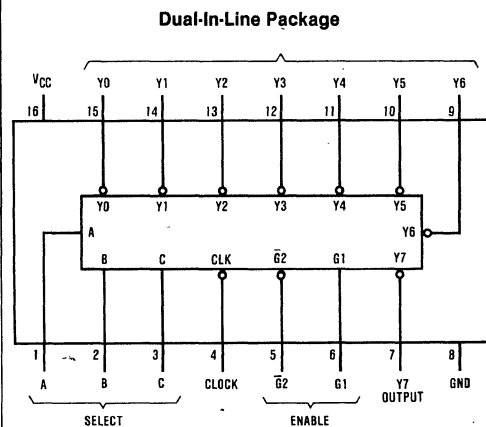 Dual-In-Line Package
VCC Y0 Y1 Y2 Y3 Y4 Y5 Y6
16 15 14 13 12 11 10 9
Y0 Y1 Y2 Y3 Y4 Y5
A Y6
B C CLK G̅2 G1 Y7
1 2 3 4 5 6 7 8
A B C CLOCK G̅2 G1 Y7 GND
OUTPUT
SELECT ENABLE